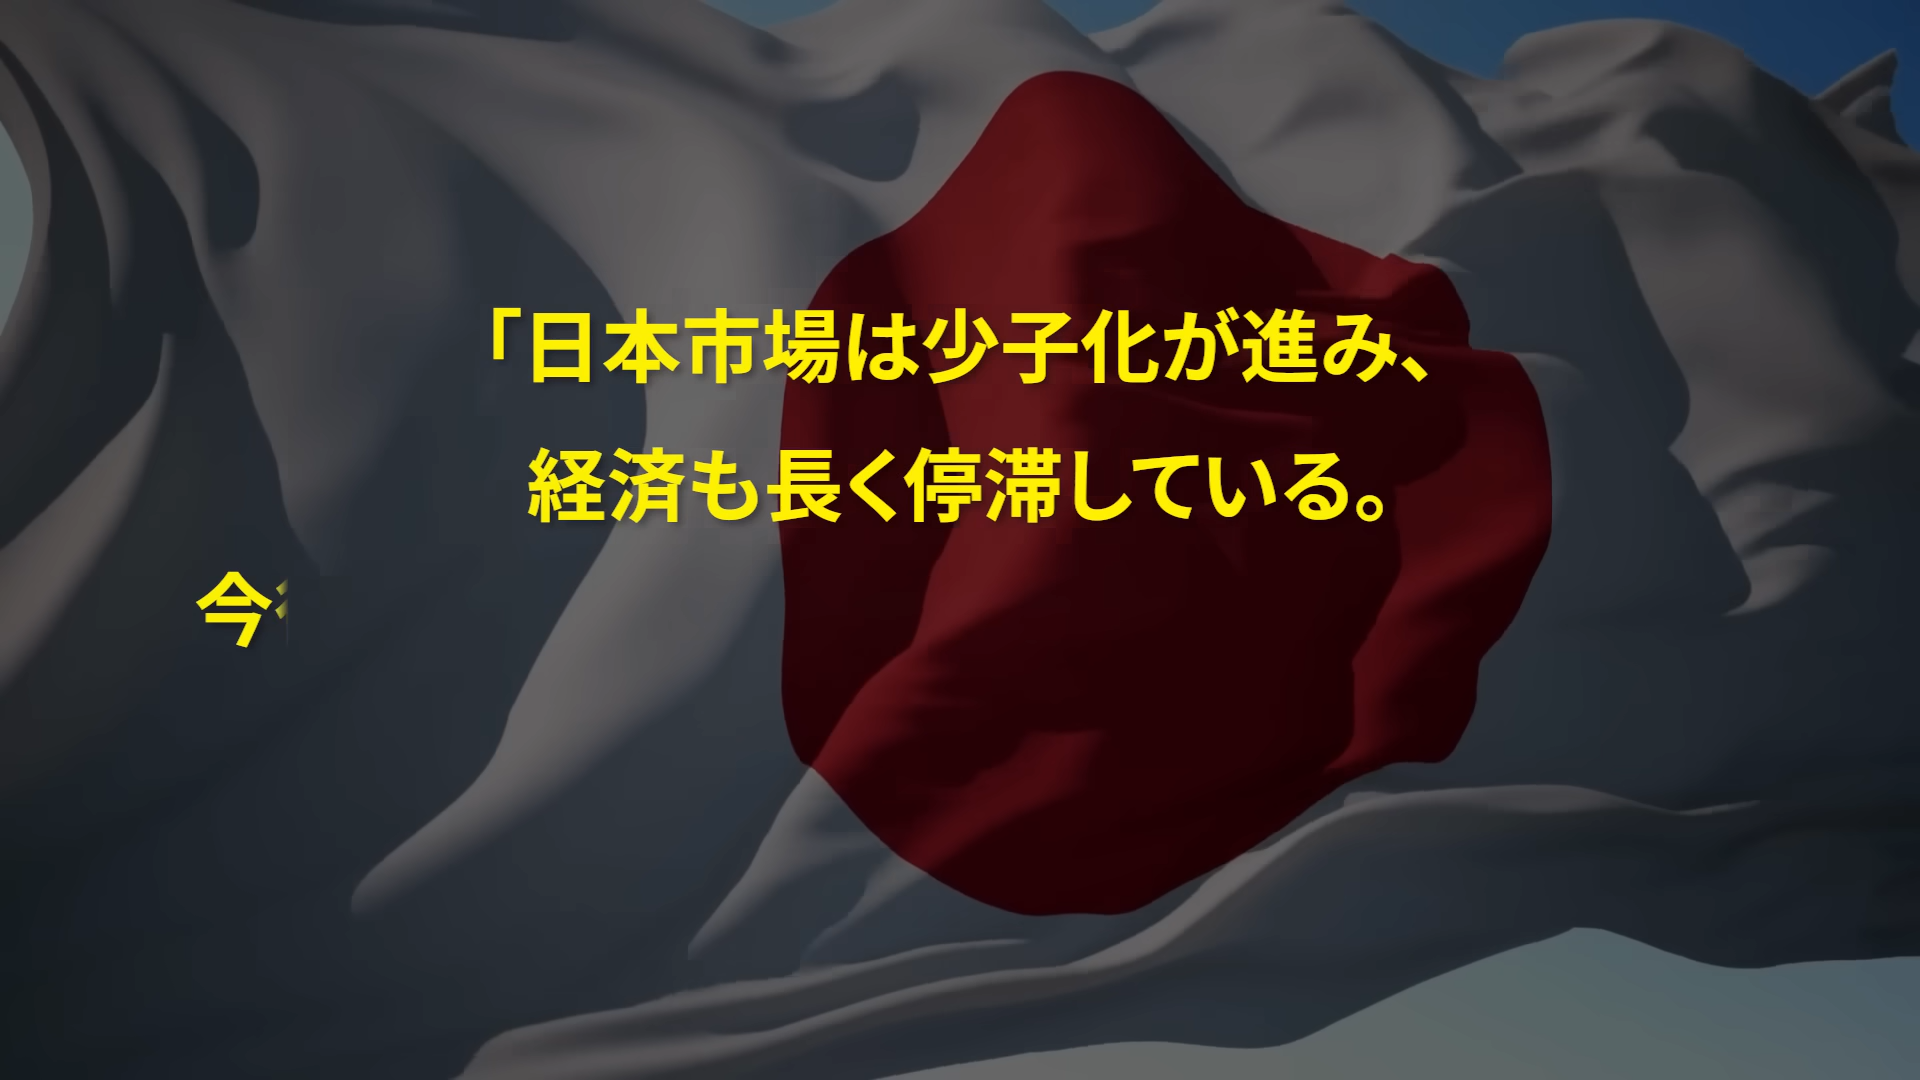 「日本市場は少子化が進み、
経済も長く停滞している。
今